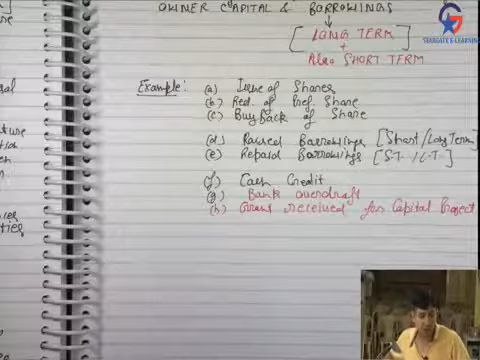 OWNER CAPITAL & BORROWINGS
[ LONG TERM
+
Also SHORT TERM ]
STARGATE E-LEARNING
Example:
(a) Issue of Shares
(b) Red. of Pref. Share
(c) Buy Back of Share
(d) Raised Borrowings [Short/Long Term]
(e) Repaid Borrowings [S.T./L.T.]
(f) Cash Credit
(g) Bank overdraft
(h) Grant received for Capital Project